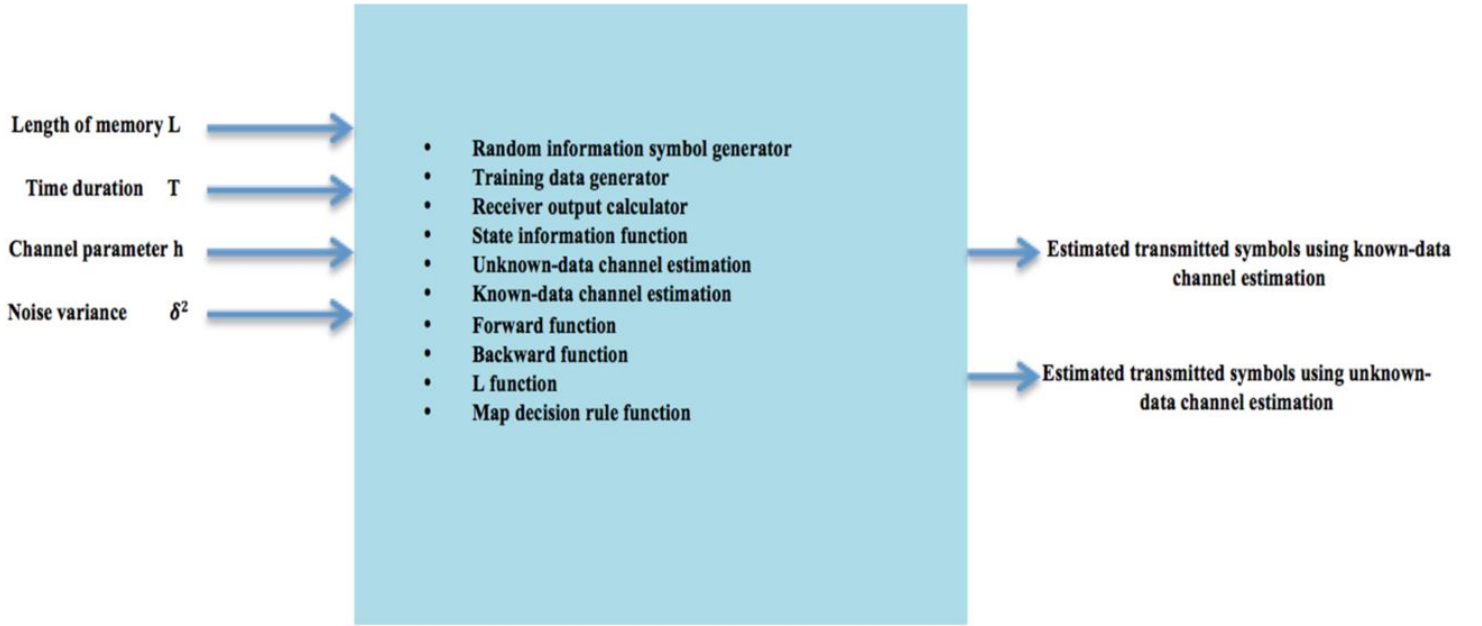 Length of memory L
Time duration T
Channel parameter h
Noise variance δ²
• Random information symbol generator
• Training data generator
• Receiver output calculator
• State information function
• Unknown-data channel estimation
• Known-data channel estimation
• Forward function
• Backward function
• L function
• Map decision rule function
Estimated transmitted symbols using known-data
channel estimation
Estimated transmitted symbols using unknown-
data channel estimation